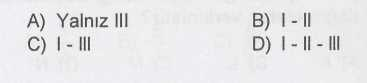 A) Yalnız III B) I - II
C) I - III D) I - II - III